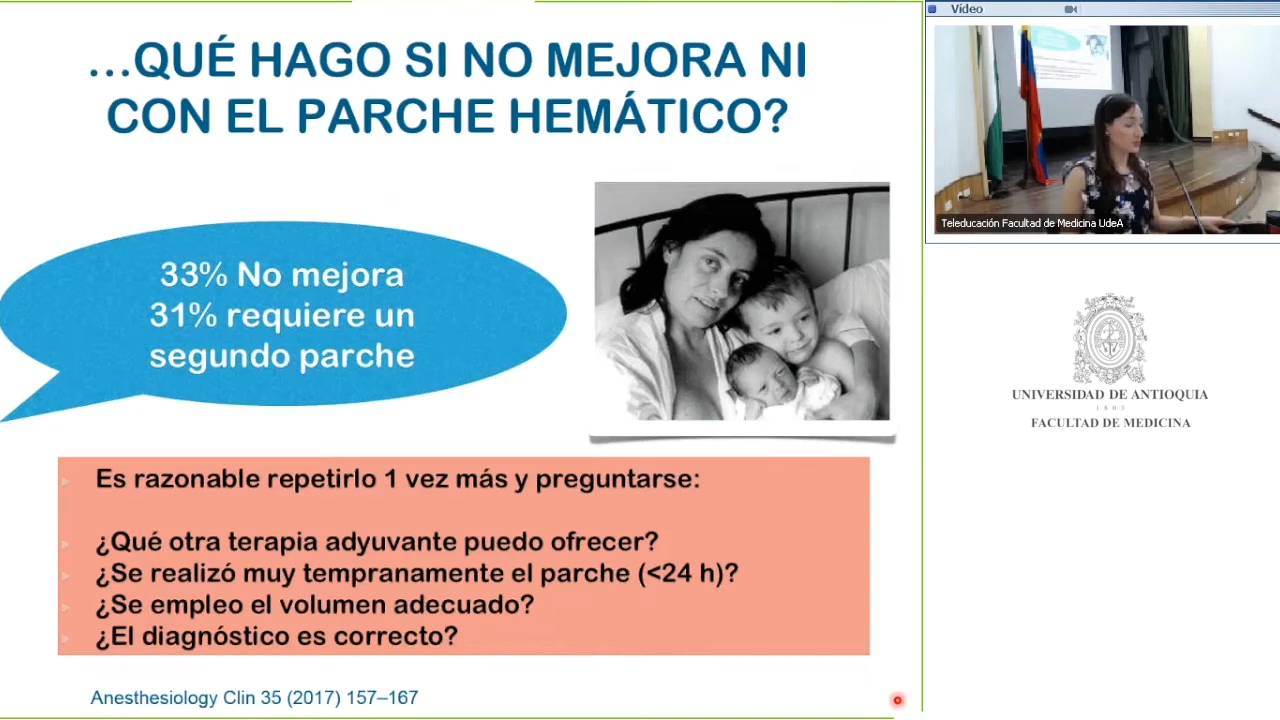 …QUÉ HAGO SI NO MEJORA NI
CON EL PARCHE HEMÁTICO?
33% No mejora
31% requiere un
segundo parche
Es razonable repetirlo 1 vez más y preguntarse:
¿Qué otra terapia adyuvante puedo ofrecer?
¿Se realizó muy tempranamente el parche (<24 h)?
¿Se empleo el volumen adecuado?
¿El diagnóstico es correcto?
Anesthesiology Clin 35 (2017) 157–167
Vídeo
Teleducación Facultad de Medicina UdeA
UNIVERSIDAD DE ANTIOQUIA
1803
FACULTAD DE MEDICINA